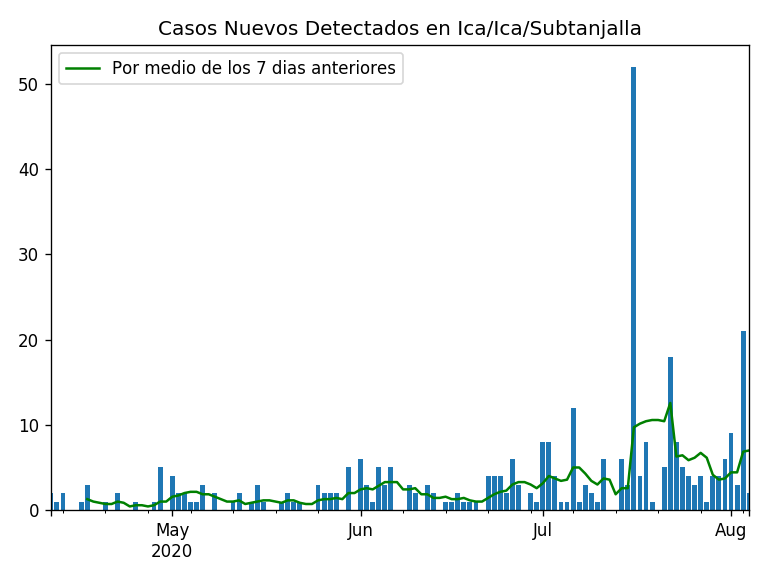 Casos Nuevos Detectados en Ica/Ica/Subtanjalla
Por medio de los 7 dias anteriores
50
40
30
20
10
0
May Jun Jul Aug
2020